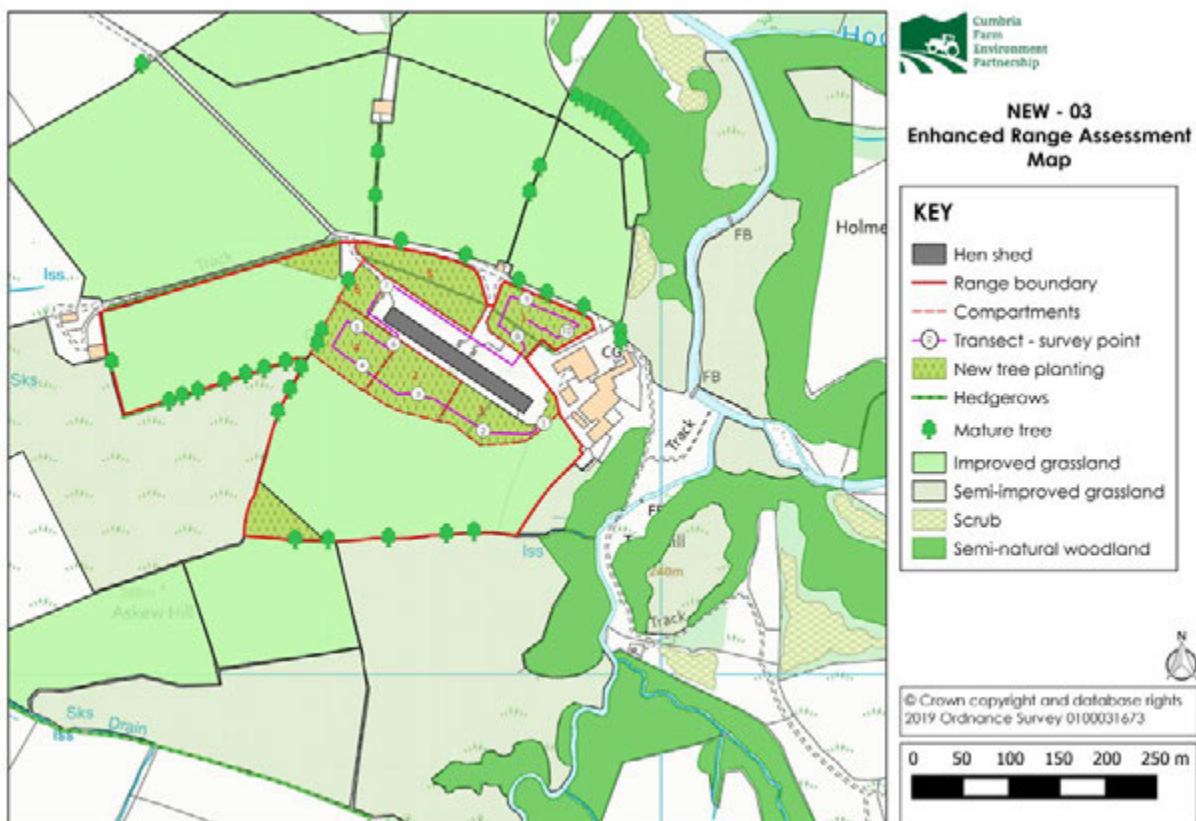 Cumbria
Farm
Environment
Partnership
NEW - 03
Enhanced Range Assessment
Map
KEY
Hen shed
Range boundary
Compartments
Transect - survey point
New tree planting
Hedgerows
Mature tree
Improved grassland
Semi-improved grassland
Scrub
Semi-natural woodland
N
© Crown copyright and database rights
2019 Ordnance Survey 0100031673
0 50 100 150 200 250 m
Track
Iss
Sks
FB
Holme
CG
FB
Track
Iss
240m
Askew Hill
Track
Sks
Drain
Iss